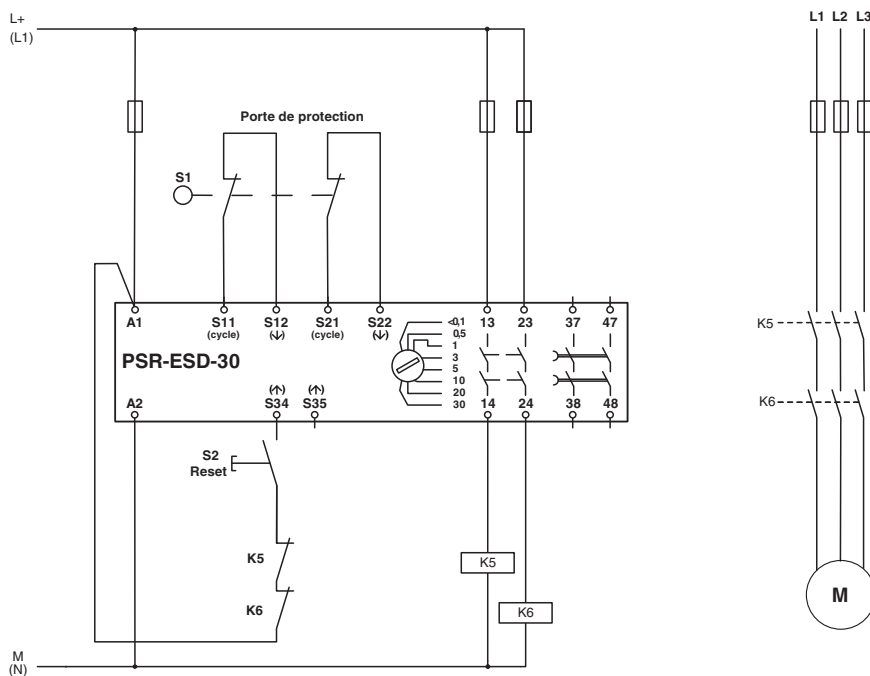 L+
(L1)
L1 L2 L3
Porte de protection
S1
A1 S11 S12 S21 S22 <0,1 13 23 37 47
(cycle) (↓) (cycle) (↓) 0,5
1
PSR-ESD-30 3
5
10
(↑) (↑) 20
A2 S34 S35 30 14 24 38 48
K5
K6
S2
Reset
K5 K5
K6 K6
M
M
(N)